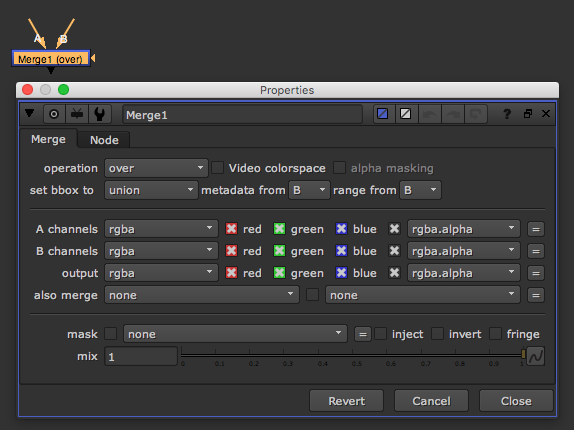 A B
Merge1 (over)
Properties
Merge1 ?
Merge Node
operation over Video colorspace alpha masking
set bbox to union metadata from B range from B
A channels rgba red green blue rgba.alpha =
B channels rgba red green blue rgba.alpha =
output rgba red green blue rgba.alpha =
also merge none none =
mask none = inject invert fringe
mix 1
0 0.1 0.2 0.3 0.4 0.5 0.6 0.7 0.8 0.9
Revert Cancel Close